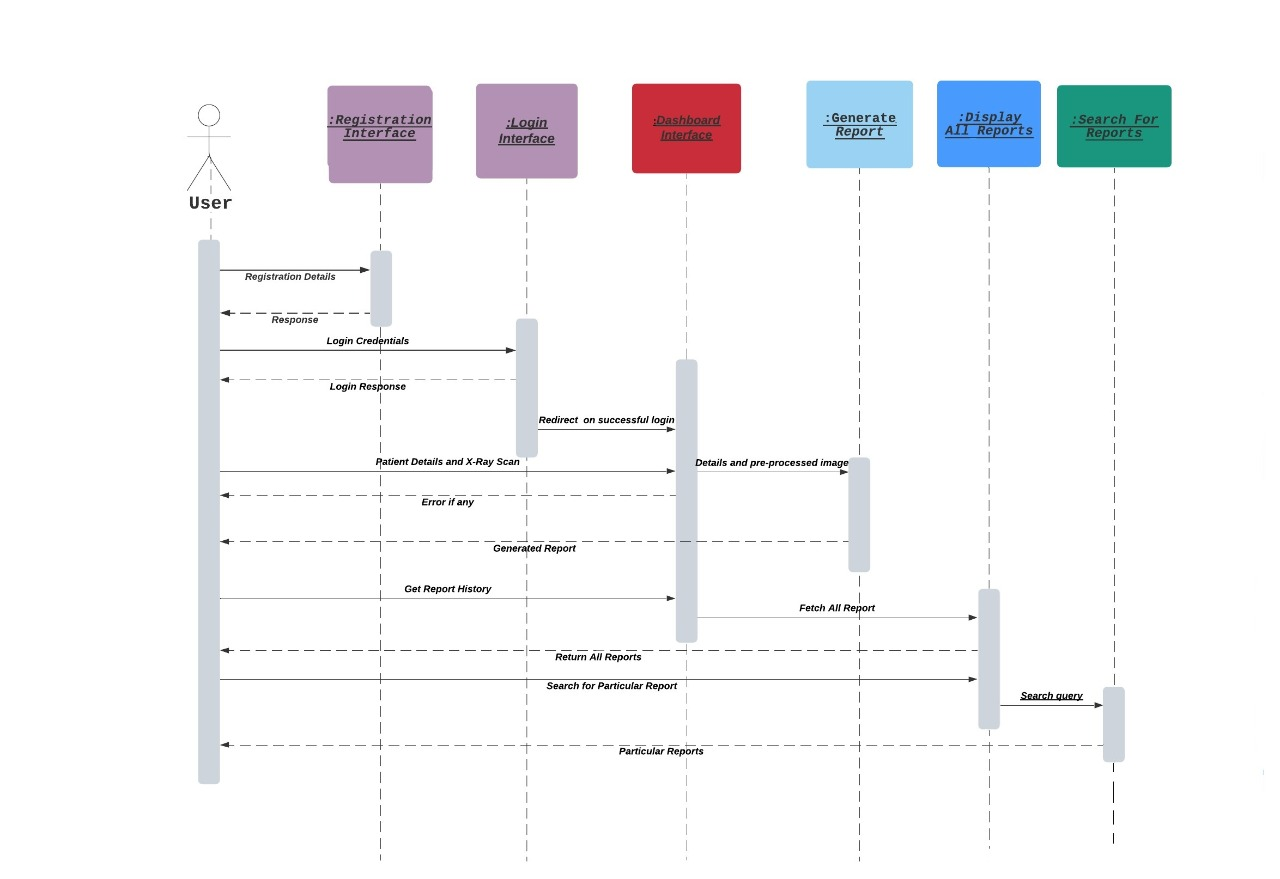 :Registration
Interface
:Login
Interface
:Dashboard
Interface
:Generate
Report
:Display
All Reports
:Search For
Reports
User
Registration Details
Response
Login Credentials
Login Response
Redirect on successful login
Patient Details and X-Ray Scan
Details and pre-processed image
Error if any
Generated Report
Get Report History
Fetch All Report
Return All Reports
Search for Particular Report
Search query
Particular Reports